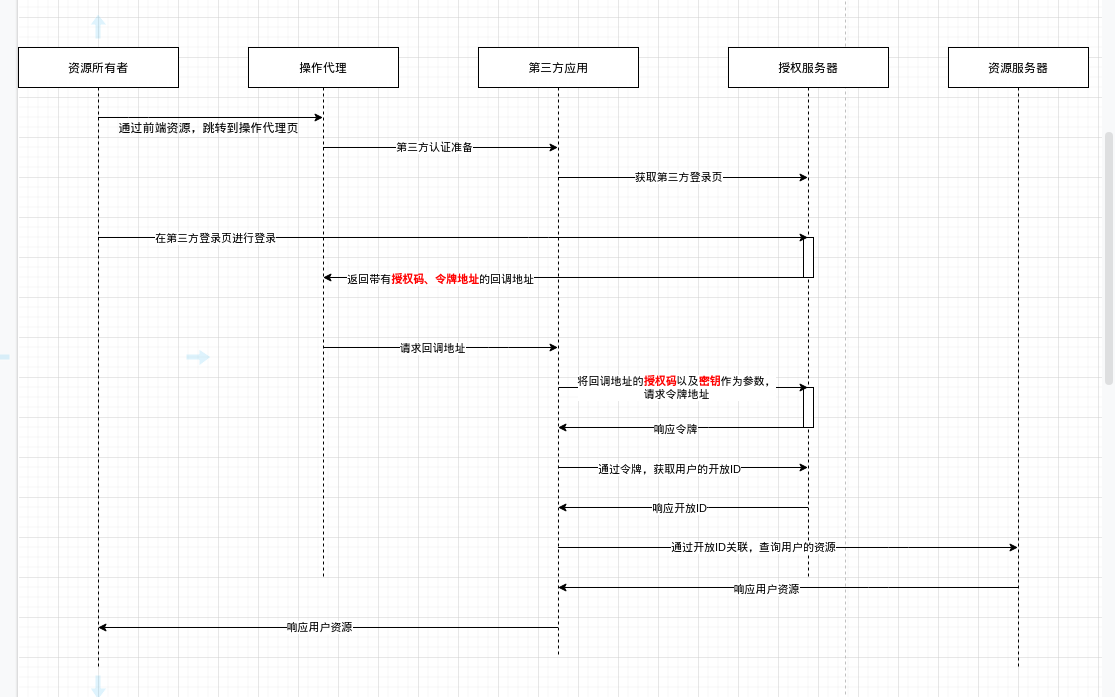 资源所有者
操作代理
第三方应用
授权服务器
资源服务器
通过前端资源，跳转到操作代理页
第三方认证准备
获取第三方登录页
在第三方登录页进行登录
返回带有授权码、令牌地址的回调地址
请求回调地址
将回调地址的授权码以及密钥作为参数，
请求令牌地址
响应令牌
通过令牌，获取用户的开放ID
响应开放ID
通过开放ID关联，查询用户的资源
响应用户资源
响应用户资源